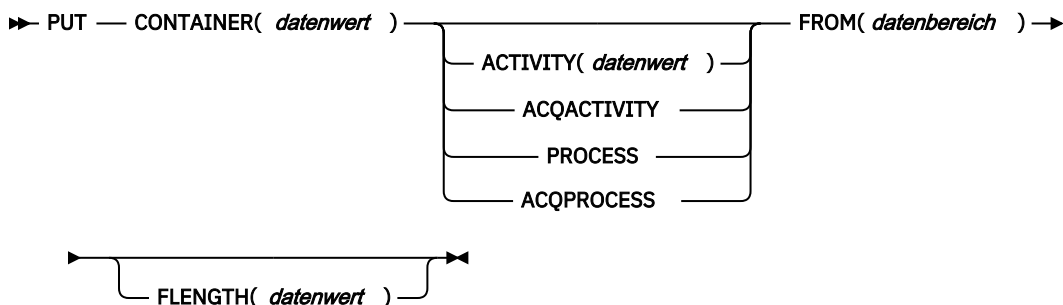 PUT CONTAINER( datenwert ) FROM( datenbereich )
ACTIVITY( datenwert )
ACQACTIVITY
PROCESS
ACQPROCESS
FLENGTH( datenwert )